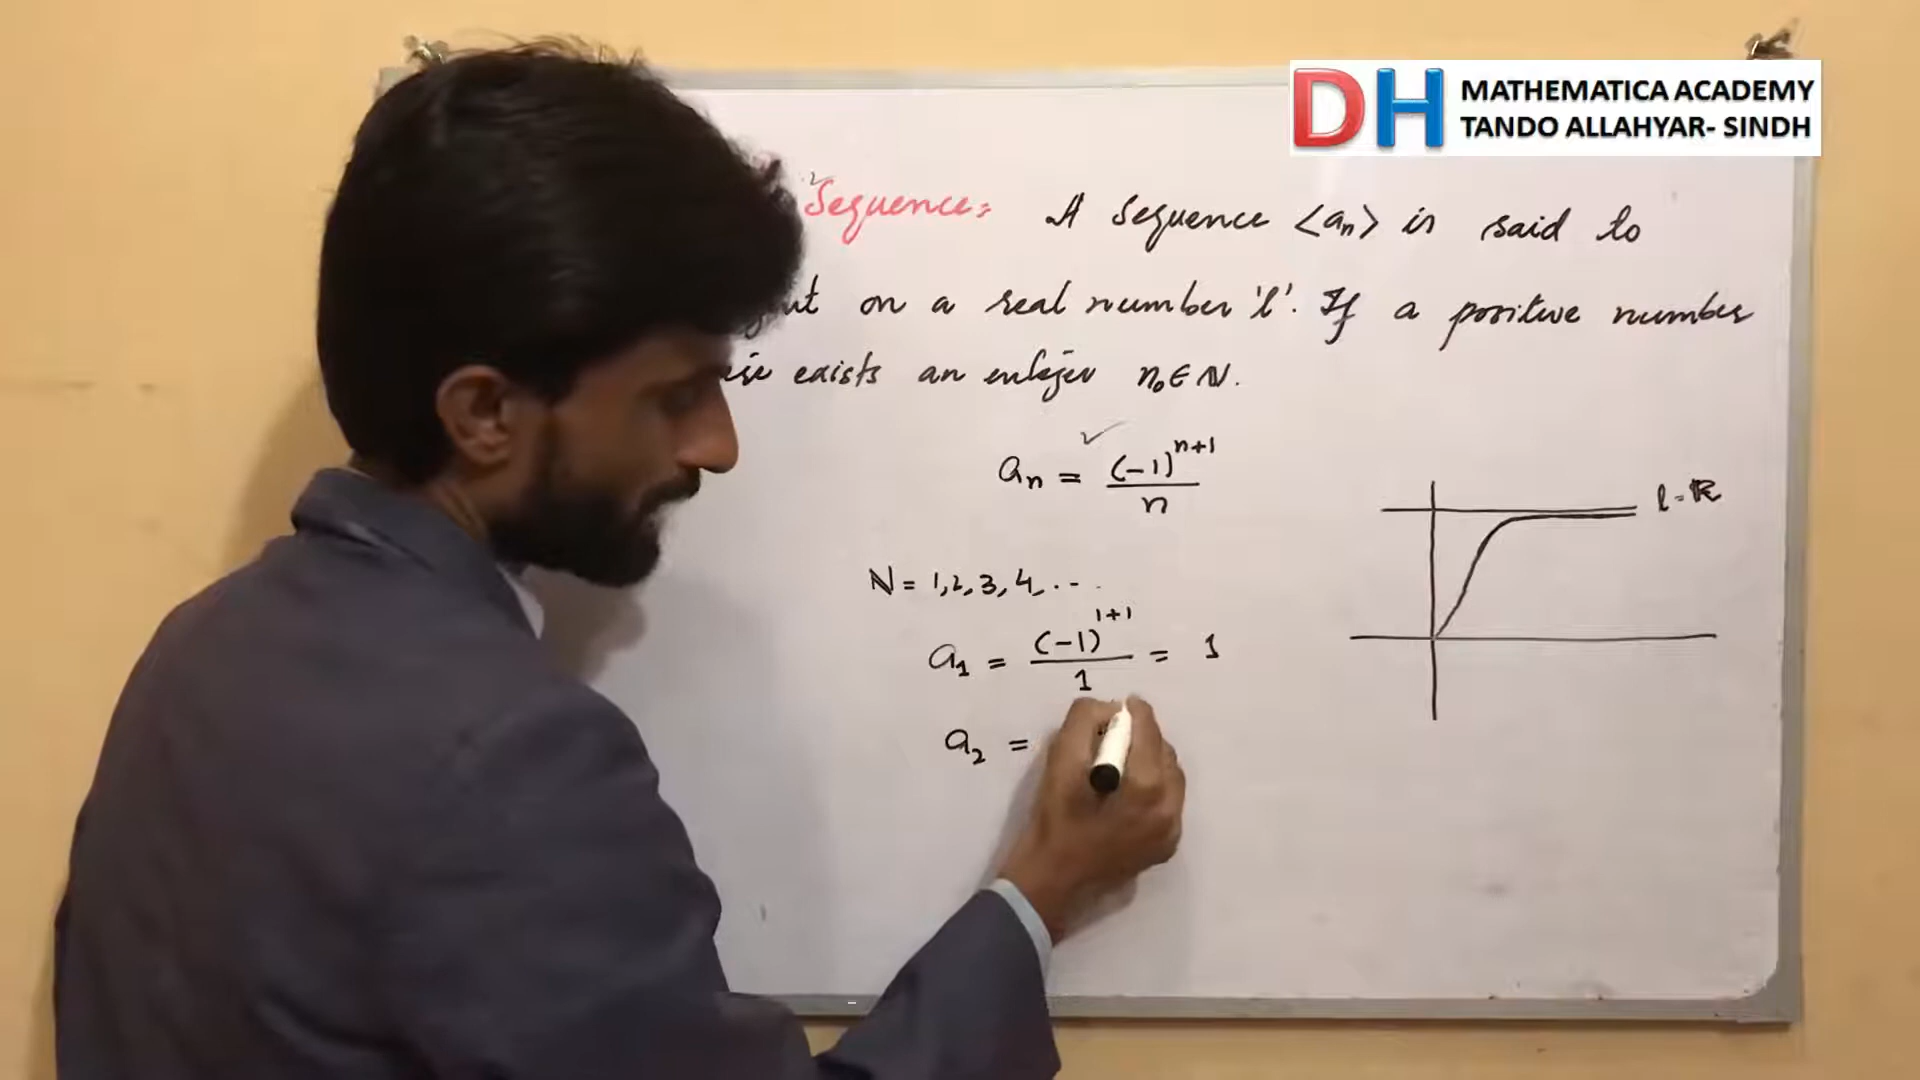 DH MATHEMATICA ACADEMY
TANDO ALLAHYAR- SINDH
Sequence: A sequence <aₙ> is said to
on a real number 'l'. If a positive number
exists an enteger n₀ ∈ ℕ.
aₙ = (-1)ⁿ⁺¹ / n
l = ℝ
ℕ = 1, 2, 3, 4, ...
a₁ = (-1)¹⁺¹ / 1 = 1
a₂ =